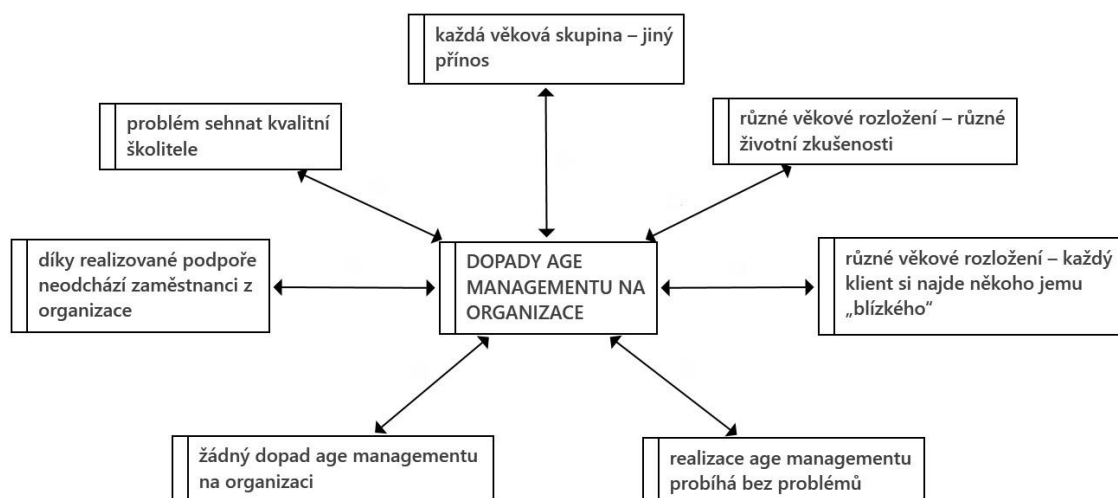 každá věková skupina – jiný
přínos
problém sehnat kvalitní
školitele
různé věkové rozložení – různé
životní zkušenosti
díky realizované podpoře
neodchází zaměstnanci z
organizace
DOPADY AGE
MANAGEMENTU NA
ORGANIZACE
různé věkové rozložení – každý
klient si najde někoho jemu
„blízkého“
žádný dopad age managementu
na organizaci
realizace age managementu
probíhá bez problémů